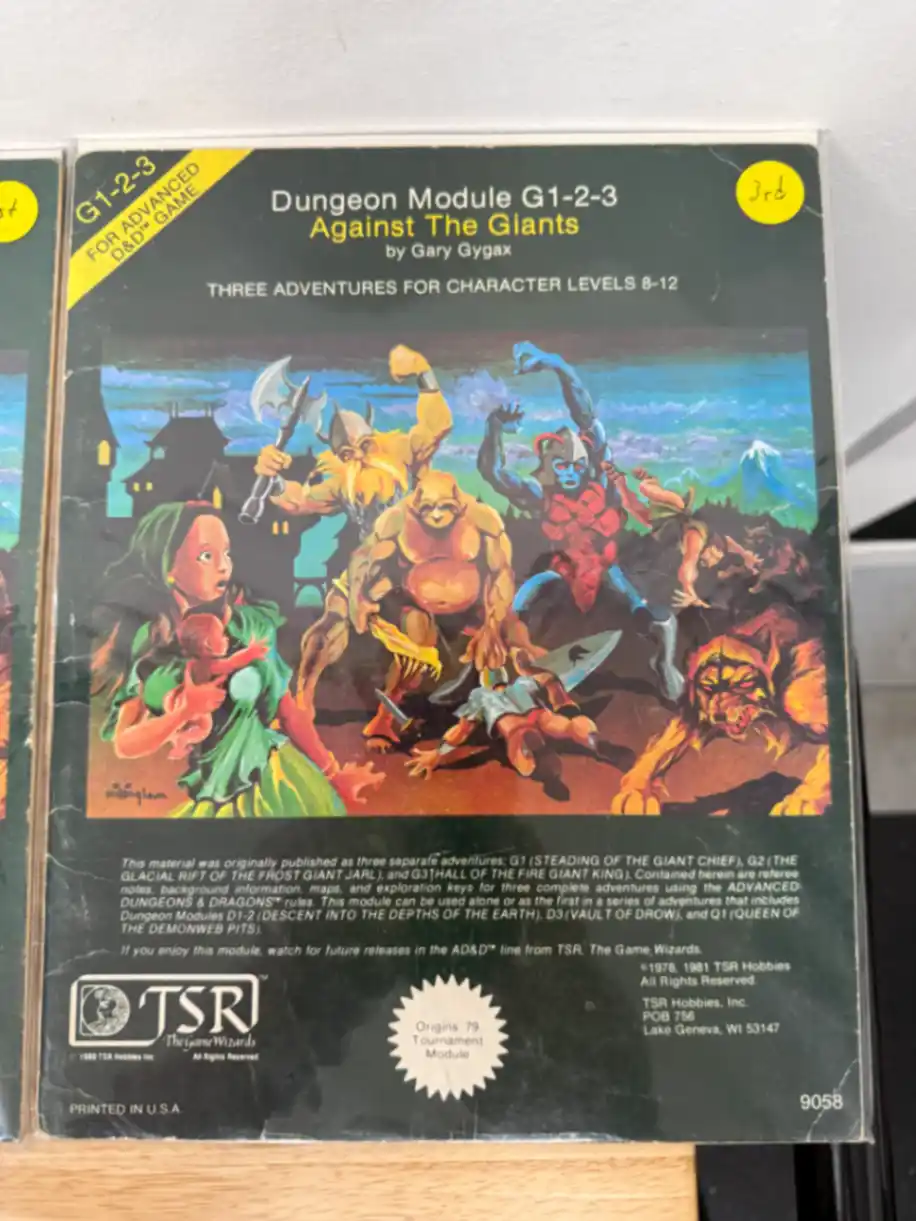 G1-2-3
FOR ADVANCED
D&D™ GAME
Dungeon Module G1-2-3
Against The Giants
by Gary Gygax
3rd
THREE ADVENTURES FOR CHARACTER LEVELS 8-12
This material was originally published as three separate adventures: G1 (STEADING OF THE GIANT CHIEF), G2 (THE
GLACIAL RIFT OF THE FROST GIANT JARL), and G3 (HALL OF THE FIRE GIANT KING). Contained herein are referee
notes, background information, maps, and exploration keys for three complete adventures using the ADVANCED
DUNGEONS & DRAGONS™ rules. This module can be used alone or as the first in a series of adventures that includes
Dungeon Modules D1-2 (DESCENT INTO THE DEPTHS OF THE EARTH), D3 (VAULT OF DROW), and Q1 (QUEEN OF
THE DEMONWEB PITS).
If you enjoy this module, watch for future releases in the AD&D™ line from TSR, The Game Wizards.
©1978, 1981 TSR Hobbies
All Rights Reserved
TSR Hobbies, Inc.
POB 756
Lake Geneva, WI 53147
TSR™
The Game Wizards
1980 TSR Hobbies Inc. All Rights Reserved
Origins 79
Tournament
Module
PRINTED IN U.S.A.
9058